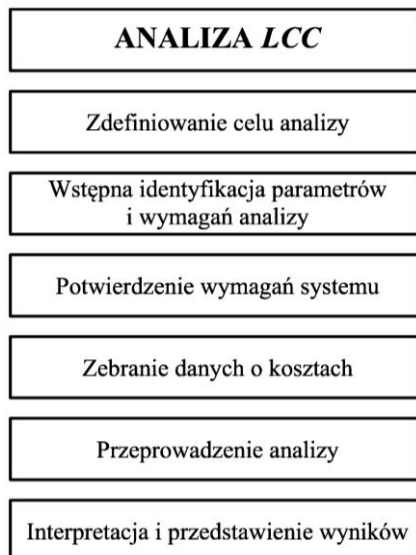 ANALIZA LCC
Zdefiniowanie celu analizy
Wstępna identyfikacja parametrów
i wymagań analizy
Potwierdzenie wymagań systemu
Zebranie danych o kosztach
Przeprowadzenie analizy
Interpretacja i przedstawienie wyników